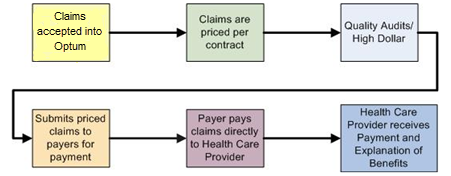 Claims
accepted into
Optum
Claims are
priced per
contract
Quality Audits/
High Dollar
Submits priced
claims to
payers for
payment
Payer pays
claims directly
to Health Care
Provider
Health Care
Provider receives
Payment and
Explanation of
Benefits